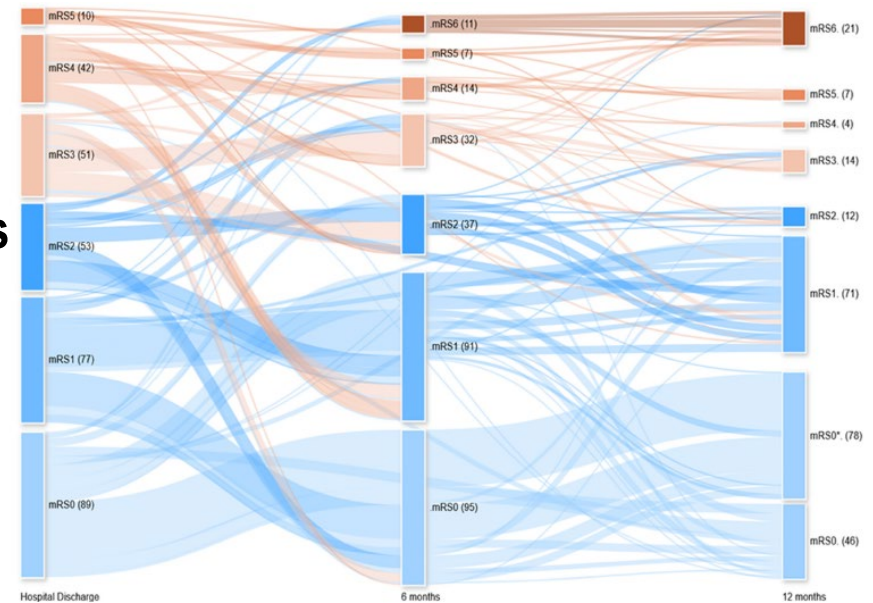 mRS5 (10)
mRS4 (42)
mRS3 (51)
s
mRS2 (53)
mRS1 (77)
mRS0 (89)
Hospital Discharge
.mRS6 (11)
.mRS5 (7)
.mRS4 (14)
.mRS3 (32)
.mRS2 (37)
.mRS1 (91)
.mRS0 (95)
6 months
mRS6. (21)
mRS5. (7)
mRS4. (4)
mRS3. (14)
mRS2. (12)
mRS1. (71)
mRS0*. (78)
mRS0. (46)
12 months